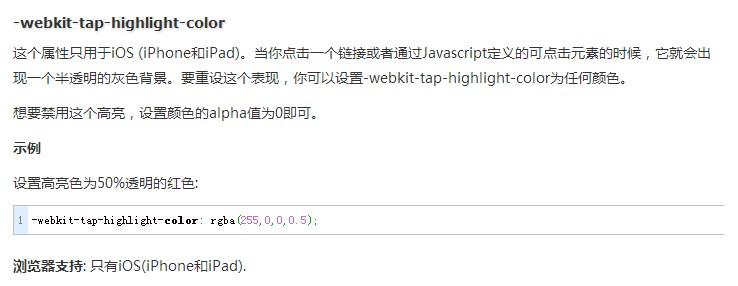 -webkit-tap-highlight-color
这个属性只用于iOS (iPhone和iPad)。当你点击一个链接或者通过Javascript定义的可点击元素的时候，它就会出
现一个半透明的灰色背景。要重设这个表现，你可以设置-webkit-tap-highlight-color为任何颜色。
想要禁用这个高亮，设置颜色的alpha值为0即可。
示例
设置高亮色为50%透明的红色:
1 -webkit-tap-highlight-color: rgba(255,0,0,0.5);
浏览器支持: 只有iOS(iPhone和iPad).